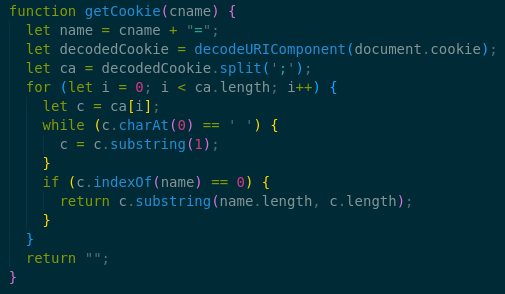 function getCookie(cname) {
  let name = cname + "=";
  let decodedCookie = decodeURIComponent(document.cookie);
  let ca = decodedCookie.split(';');
  for (let i = 0; i < ca.length; i++) {
    let c = ca[i];
    while (c.charAt(0) == ' ') {
      c = c.substring(1);
    }
    if (c.indexOf(name) == 0) {
      return c.substring(name.length, c.length);
    }
  }
  return "";
}